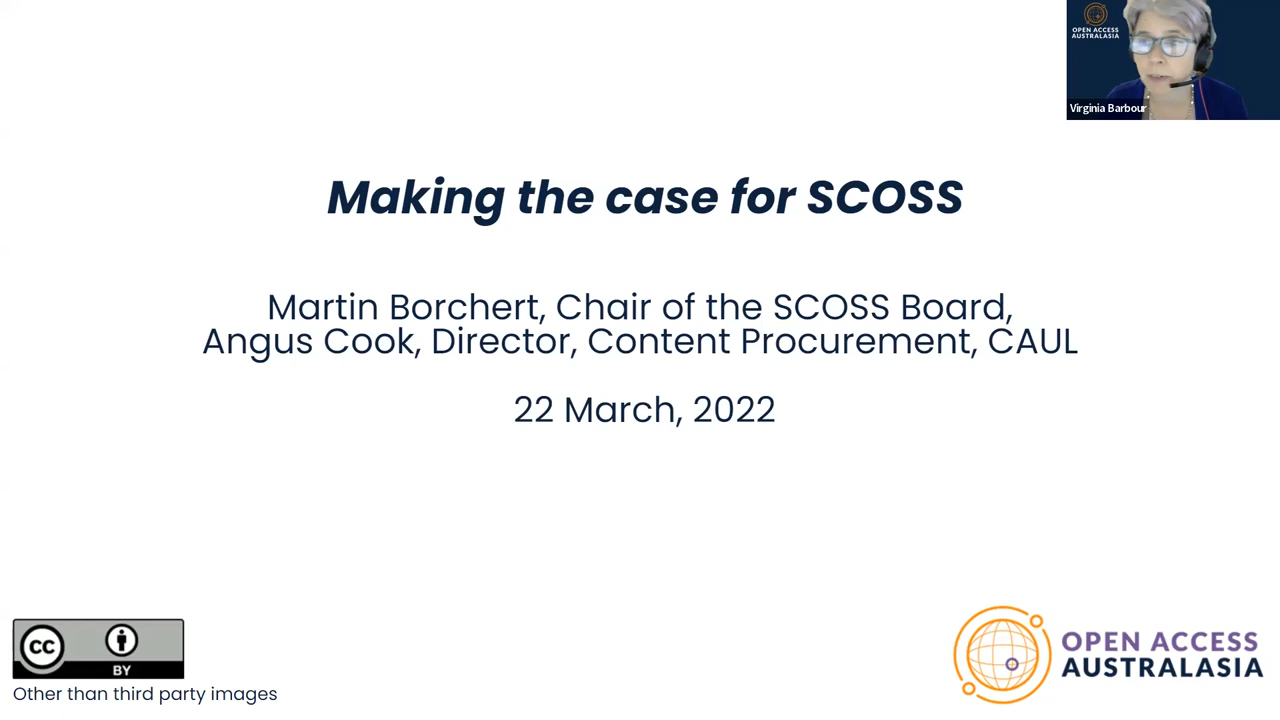 OPEN ACCESS
AUSTRALASIA
Virginia Barbour
Making the case for SCOSS
Martin Borchert, Chair of the SCOSS Board,
Angus Cook, Director, Content Procurement, CAUL
22 March, 2022
CC
BY
Other than third party images
OPEN ACCESS
AUSTRALASIA